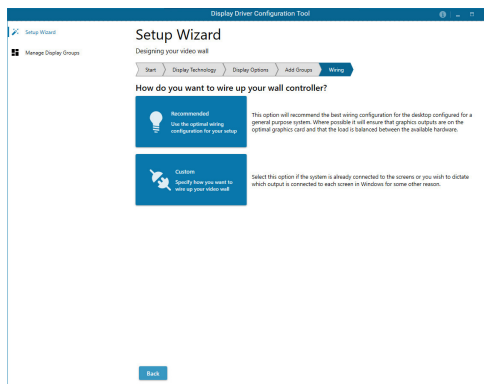 Display Driver Configuration Tool
Setup Wizard
Manage Display Groups
Setup Wizard
Designing your video wall
Start
Display Technology
Display Options
Add Groups
Wiring
How do you want to wire up your wall controller?
Recommended
Use the optimal wiring
configuration for your setup
This option will recommend the best wiring configuration for the desktop configured for a
general purpose system. Where possible it will ensure that graphics outputs are on the
optimal graphics card and that the load is balanced between the available hardware.
Custom
Specify how you want to
wire up your video wall
Select this option if the system is already connected to the screens or you wish to dictate
which output is connected to each screen in Windows for some other reason.
Back